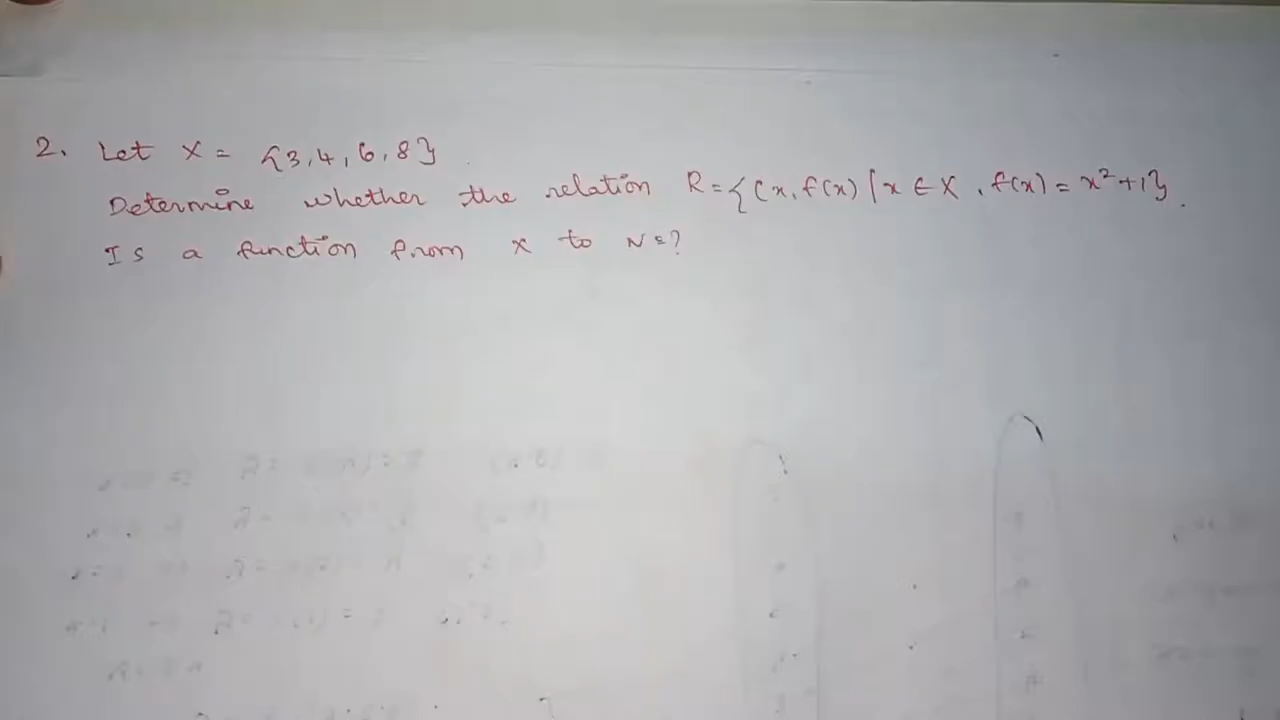 2. Let X = {3,4,6,8}.
Determine whether the relation R={(x,f(x)|x∈X,f(x)=x²+1}.
Is a function from x to N?